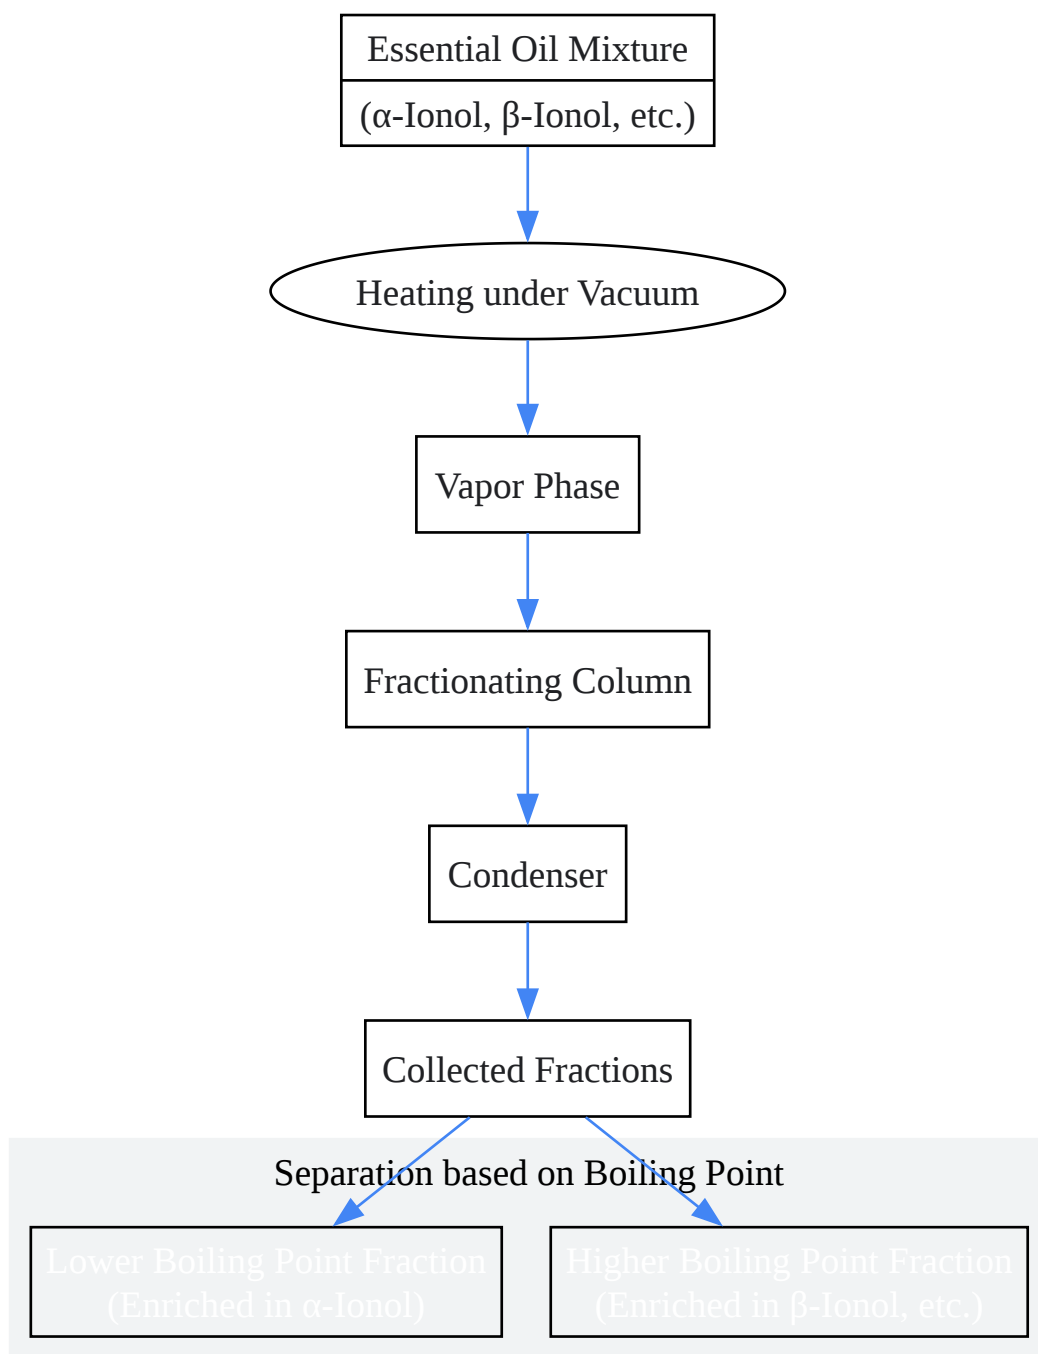 Essential Oil Mixture
(α-Ionol, β-Ionol, etc.)
Heating under Vacuum
Vapor Phase
Fractionating Column
Condenser
Collected Fractions
Separation based on Boiling Point
Lower Boiling Point Fraction
(Enriched in α-Ionol)
Higher Boiling Point Fraction
(Enriched in β-Ionol, etc.)